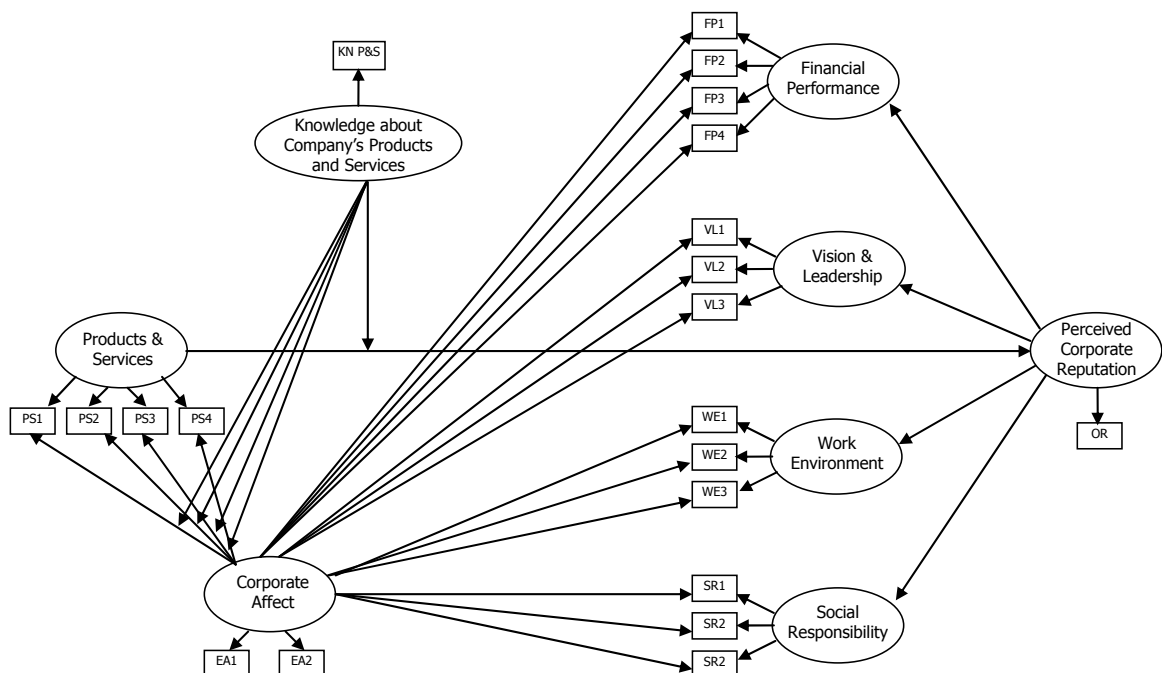 FP1
KN P&S
FP2
Financial
Performance
FP3
Knowledge about
Company's Products
and Services
FP4
VL1
Vision &
Leadership
VL2
VL3
Products &
Services
Perceived
Corporate
Reputation
PS1
PS2
PS3
PS4
WE1
OR
Work
Environment
WE2
WE3
Corporate
Affect
SR1
Social
Responsibility
SR2
SR2
EA1
EA2